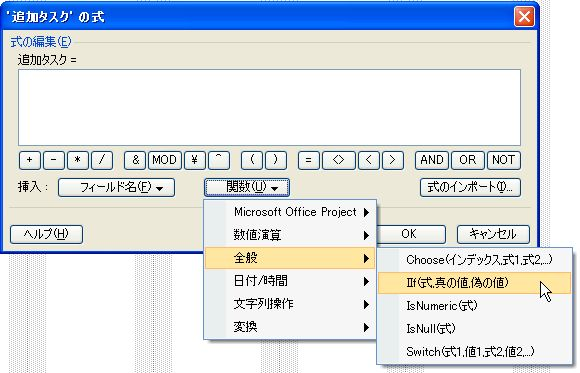 '追加タスク' の式
式の編集(E)
追加タスク =
+ - * / & MOD ¥ ^ ( ) = <> < > AND OR NOT
挿入： フィールド名(F) 関数(U) 式のインポート(I)...
ヘルプ(H) OK キャンセル
Microsoft Office Project
数値演算
全般
日付/時間
文字列操作
変換
Choose(インデックス,式1,式2,...)
IIf(式,真の値,偽の値)
IsNumeric(式)
IsNull(式)
Switch(式1,値1,式2,値2,...)